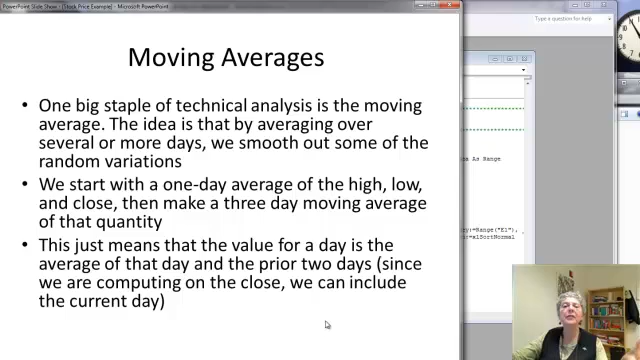 PowerPoint Slide Show - [Stock Price Example] - Microsoft PowerPoint
Type a question for help
Moving Averages
• One big staple of technical analysis is the moving
average. The idea is that by averaging over
several or more days, we smooth out some of the
random variations
• We start with a one-day average of the high, low,
and close, then make a three day moving average
of that quantity
• This just means that the value for a day is the
average of that day and the prior two days (since
we are computing on the close, we can include
the current day)
As Range
=Range("E1"),
=xlSortNormal